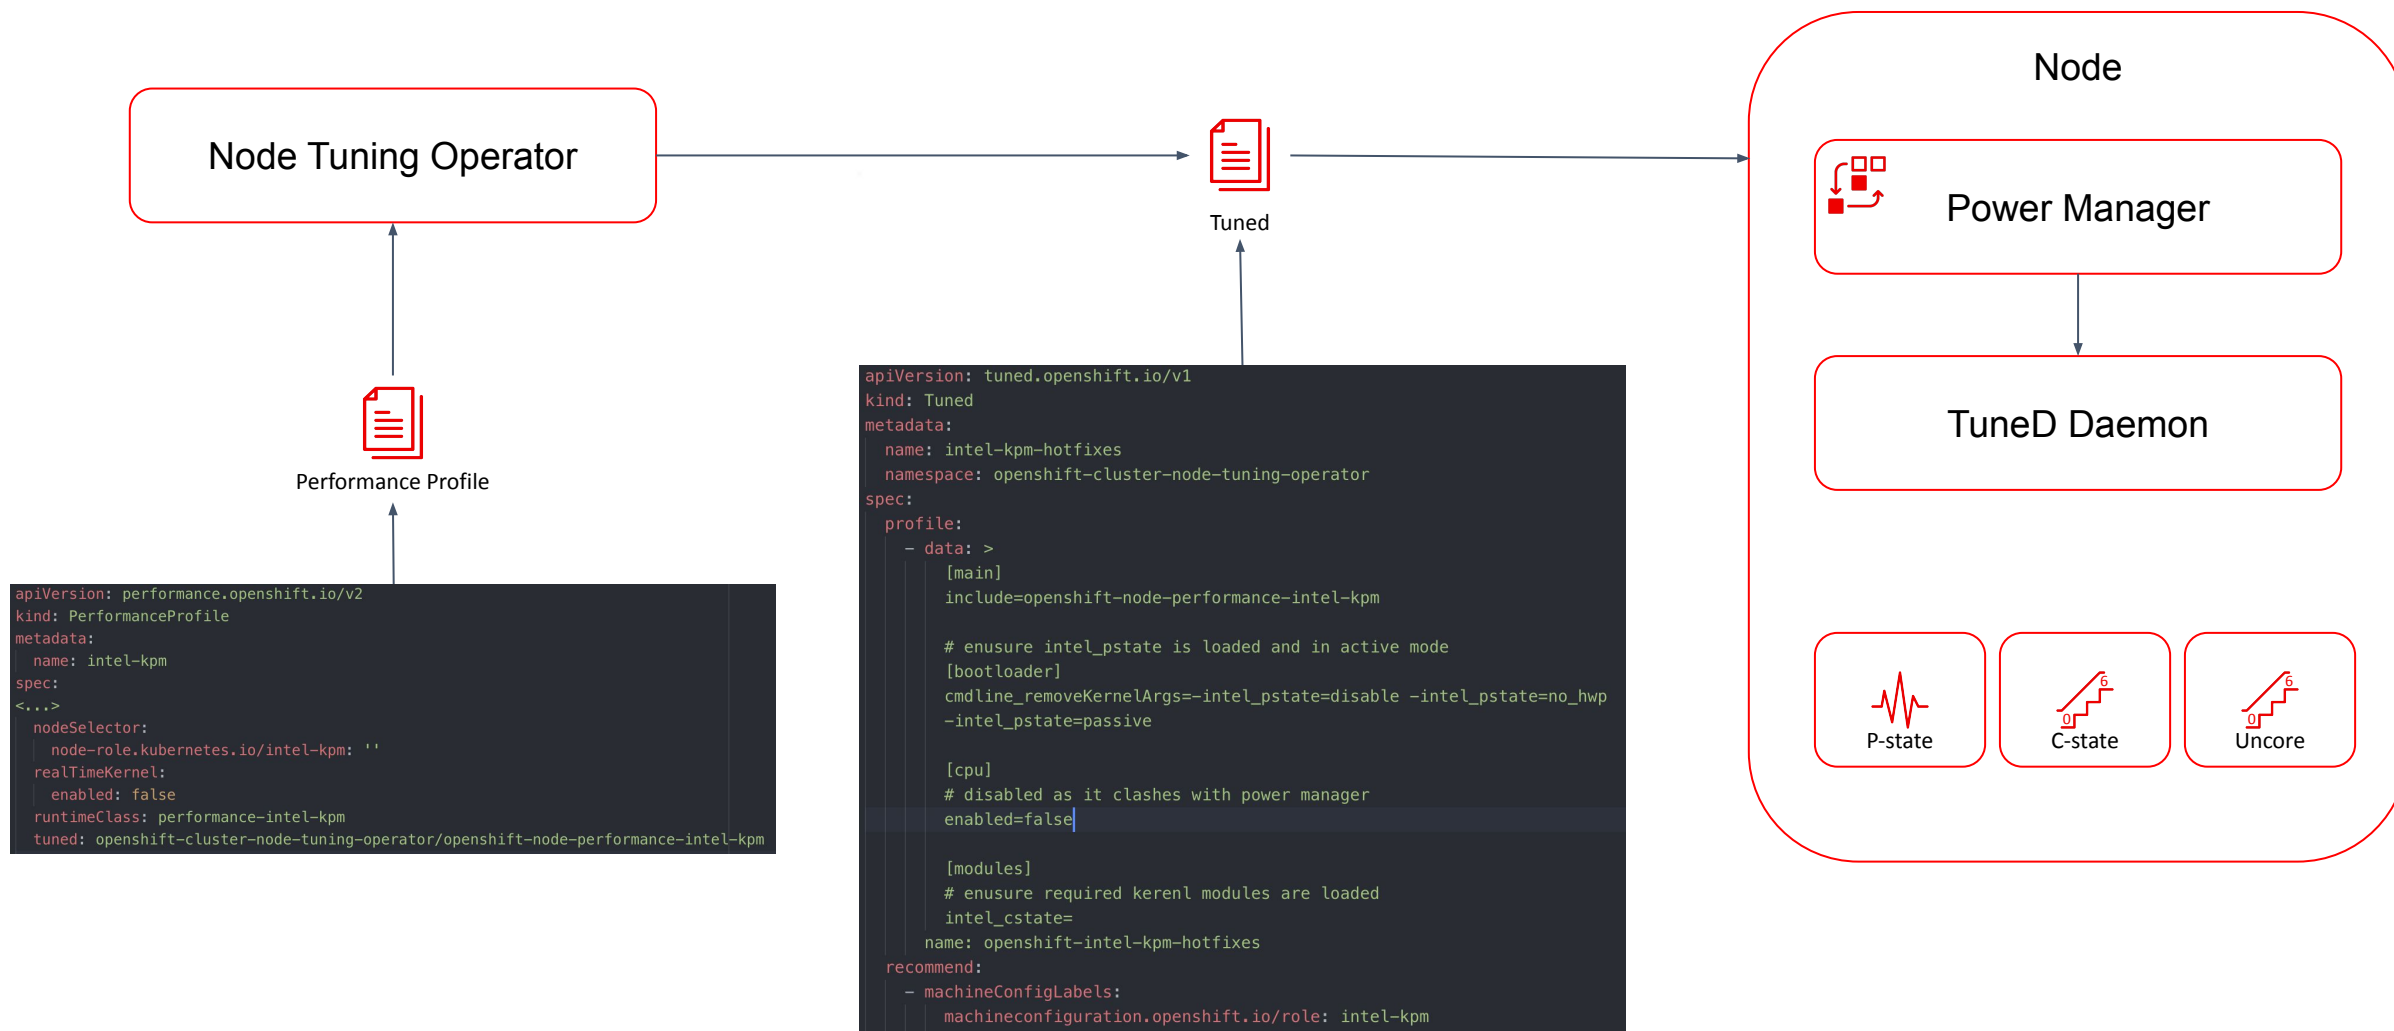 Node
Node Tuning Operator
Tuned
Power Manager
TuneD Daemon
Performance Profile
apiVersion: performance.openshift.io/v2
kind: PerformanceProfile
metadata:
  name: intel-kpm
spec:
<...>
  nodeSelector:
    node-role.kubernetes.io/intel-kpm: ''
  realTimeKernel:
    enabled: false
  runtimeClass: performance-intel-kpm
  tuned: openshift-cluster-node-tuning-operator/openshift-node-performance-intel-kpm
apiVersion: tuned.openshift.io/v1
kind: Tuned
metadata:
  name: intel-kpm-hotfixes
  namespace: openshift-cluster-node-tuning-operator
spec:
  profile:
    - data: >
        [main]
        include=openshift-node-performance-intel-kpm
        # enusure intel_pstate is loaded and in active mode
        [bootloader]
        cmdline_removeKernelArgs=-intel_pstate=disable -intel_pstate=no_hwp
        -intel_pstate=passive
        [cpu]
        # disabled as it clashes with power manager
        enabled=false
        [modules]
        # enusure required kerenl modules are loaded
        intel_cstate=
      name: openshift-intel-kpm-hotfixes
  recommend:
    - machineConfigLabels:
        machineconfiguration.openshift.io/role: intel-kpm
P-state
6
0
C-state
6
0
Uncore